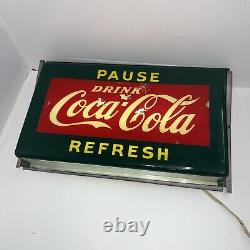 PAUSE
DRINK
Coca-Cola
REFRESH